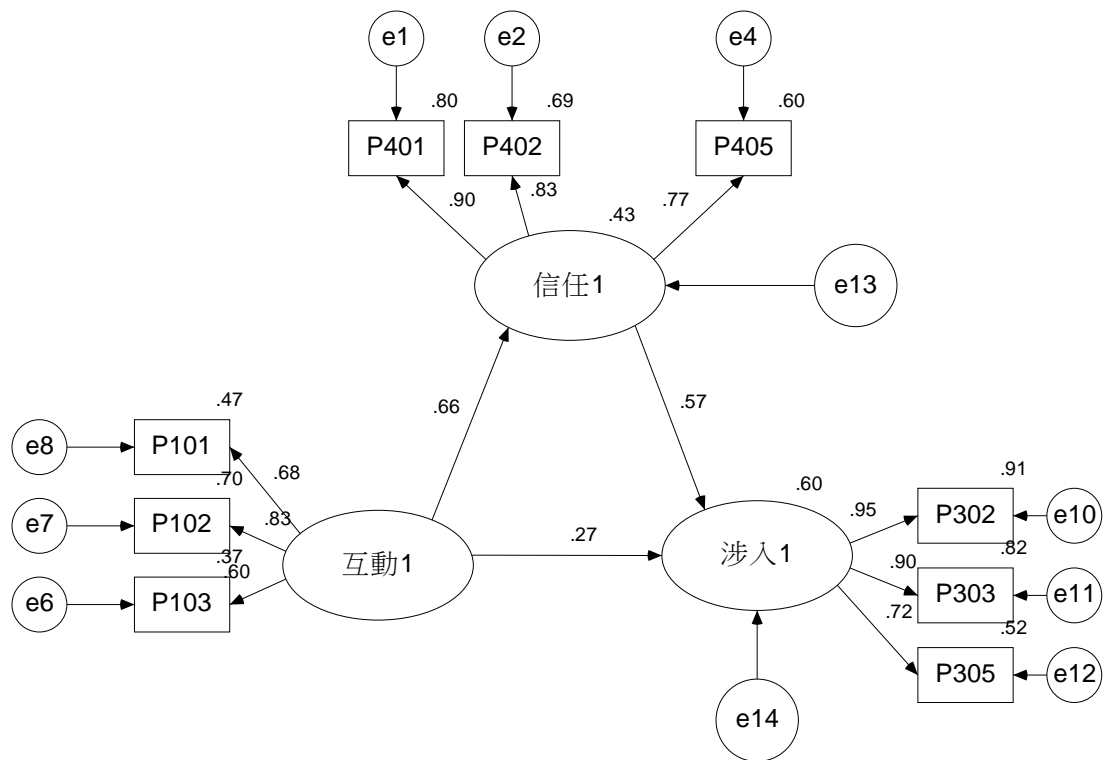 e1
e2
e4
.80
.69
.60
P401
P402
P405
.90
.83
.77
.43
信任1
e13
.66
.57
.47
e8
P101
.68
.70
e7
P102
.83
.37
.60
e6
P103
互動1
.27
.60
涉入1
.95
.91
P302
e10
.90
.82
P303
e11
.72
.52
P305
e12
e14